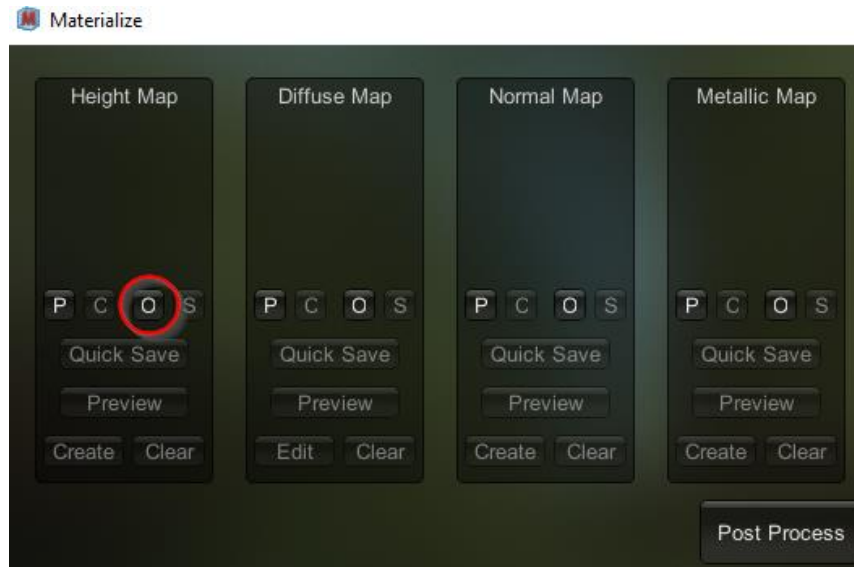 Materialize
Height Map Diffuse Map Normal Map Metallic Map
P C O S P C O S P C O S P C O S
Quick Save Quick Save Quick Save Quick Save
Preview Preview Preview Preview
Create Clear Edit Clear Create Clear Create Clear
Post Process